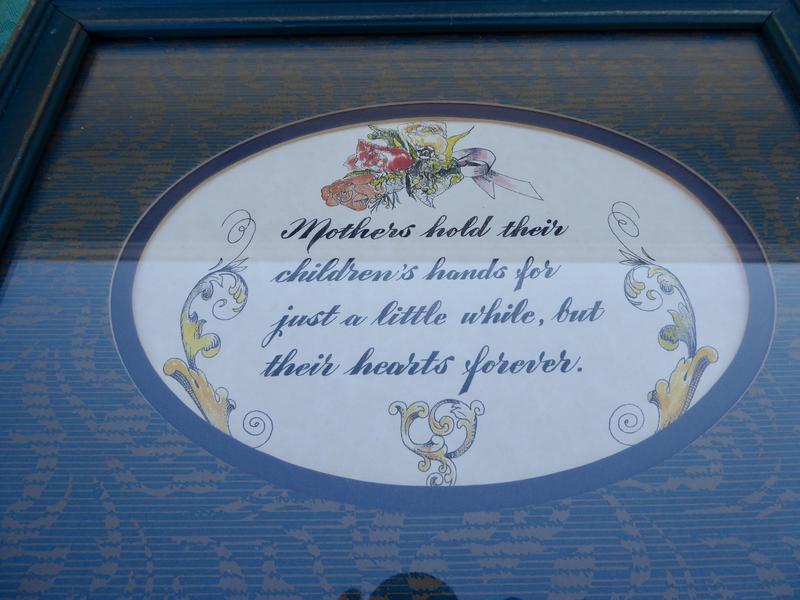 Mothers hold their
children's hands for
just a little while, but
their hearts forever.